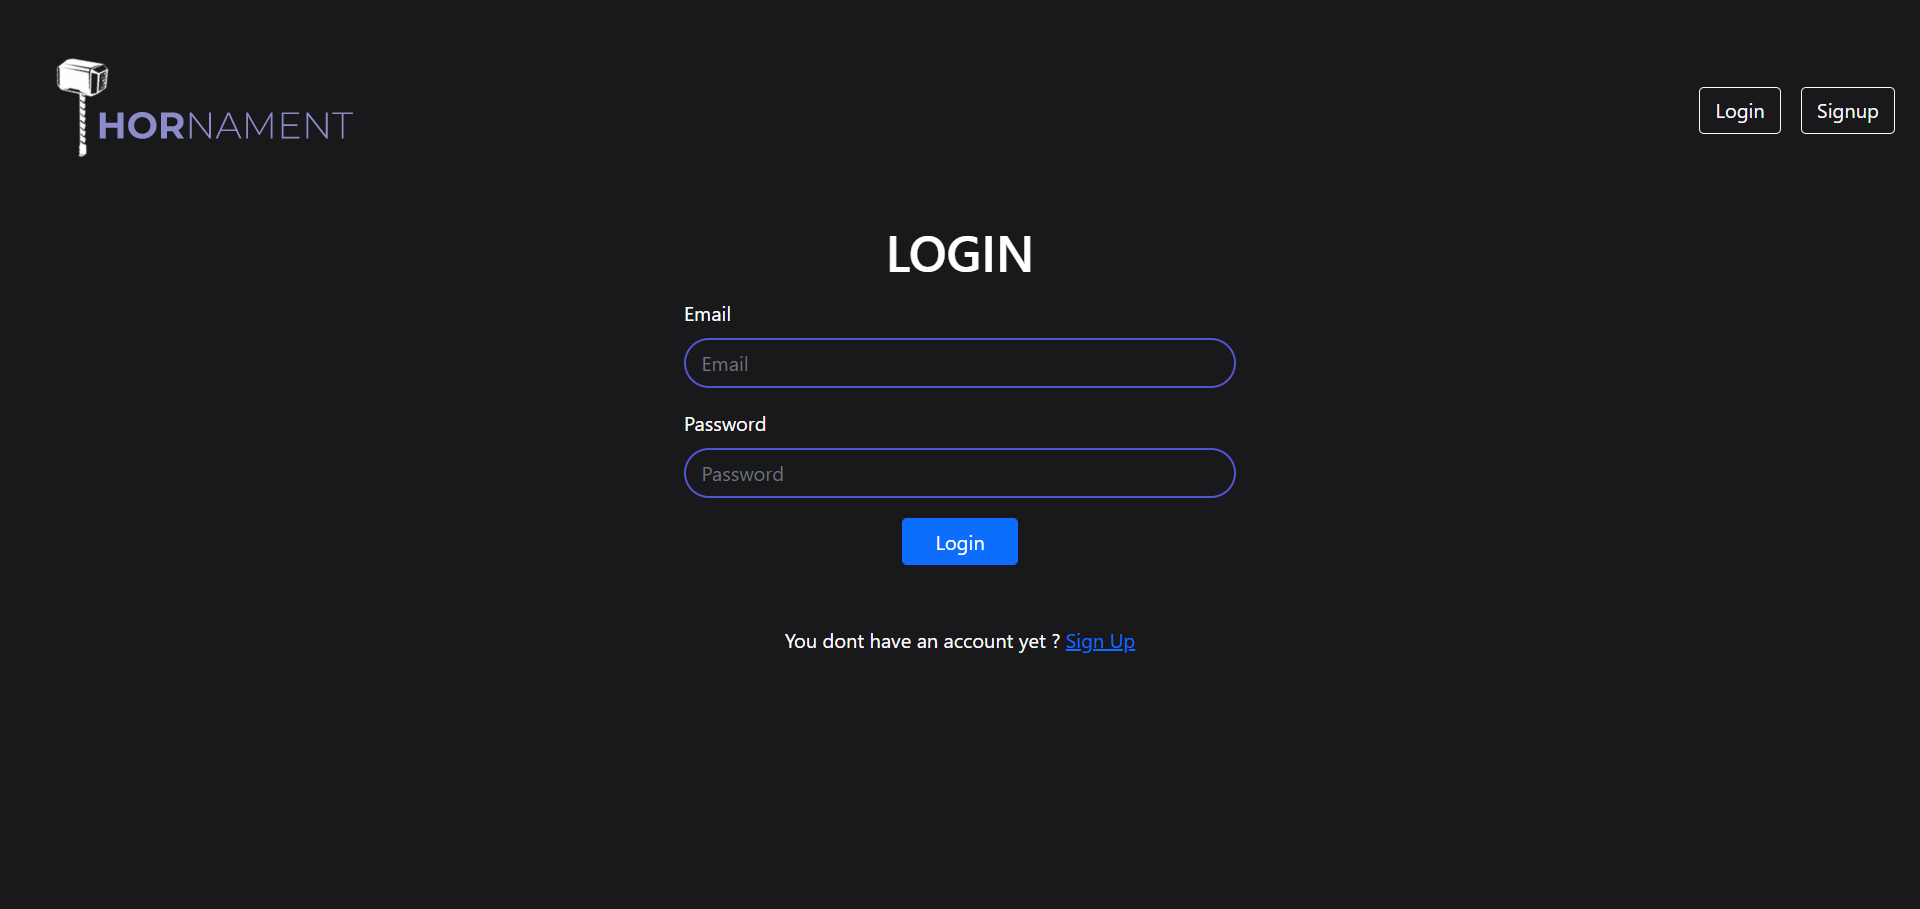 HORNAMENT
Login
Signup
LOGIN
Email
Email
Password
Password
Login
You dont have an account yet ? Sign Up